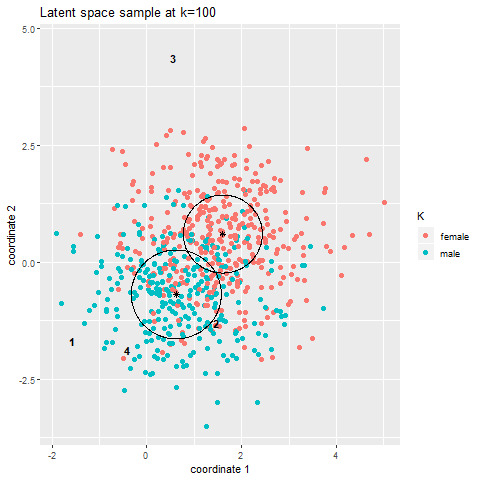 Latent space sample at k=100
5.0
2.5
0.0
-2.5
coordinate 2
3
*
*
2
1
4
-2
0
2
4
coordinate 1
K
female
male